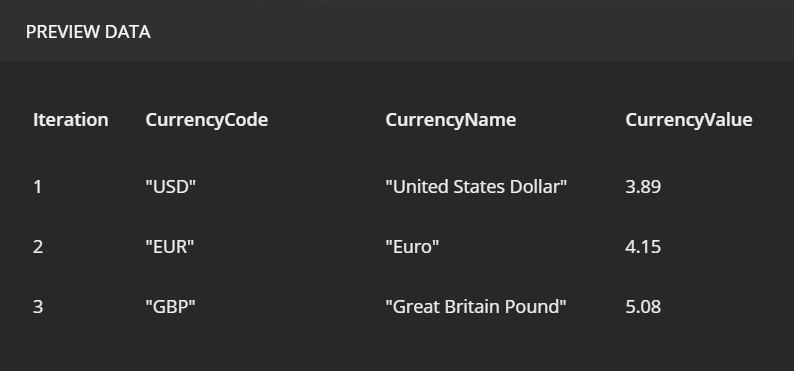 PREVIEW DATA
Iteration CurrencyCode CurrencyName CurrencyValue
1 "USD" "United States Dollar" 3.89
2 "EUR" "Euro" 4.15
3 "GBP" "Great Britain Pound" 5.08